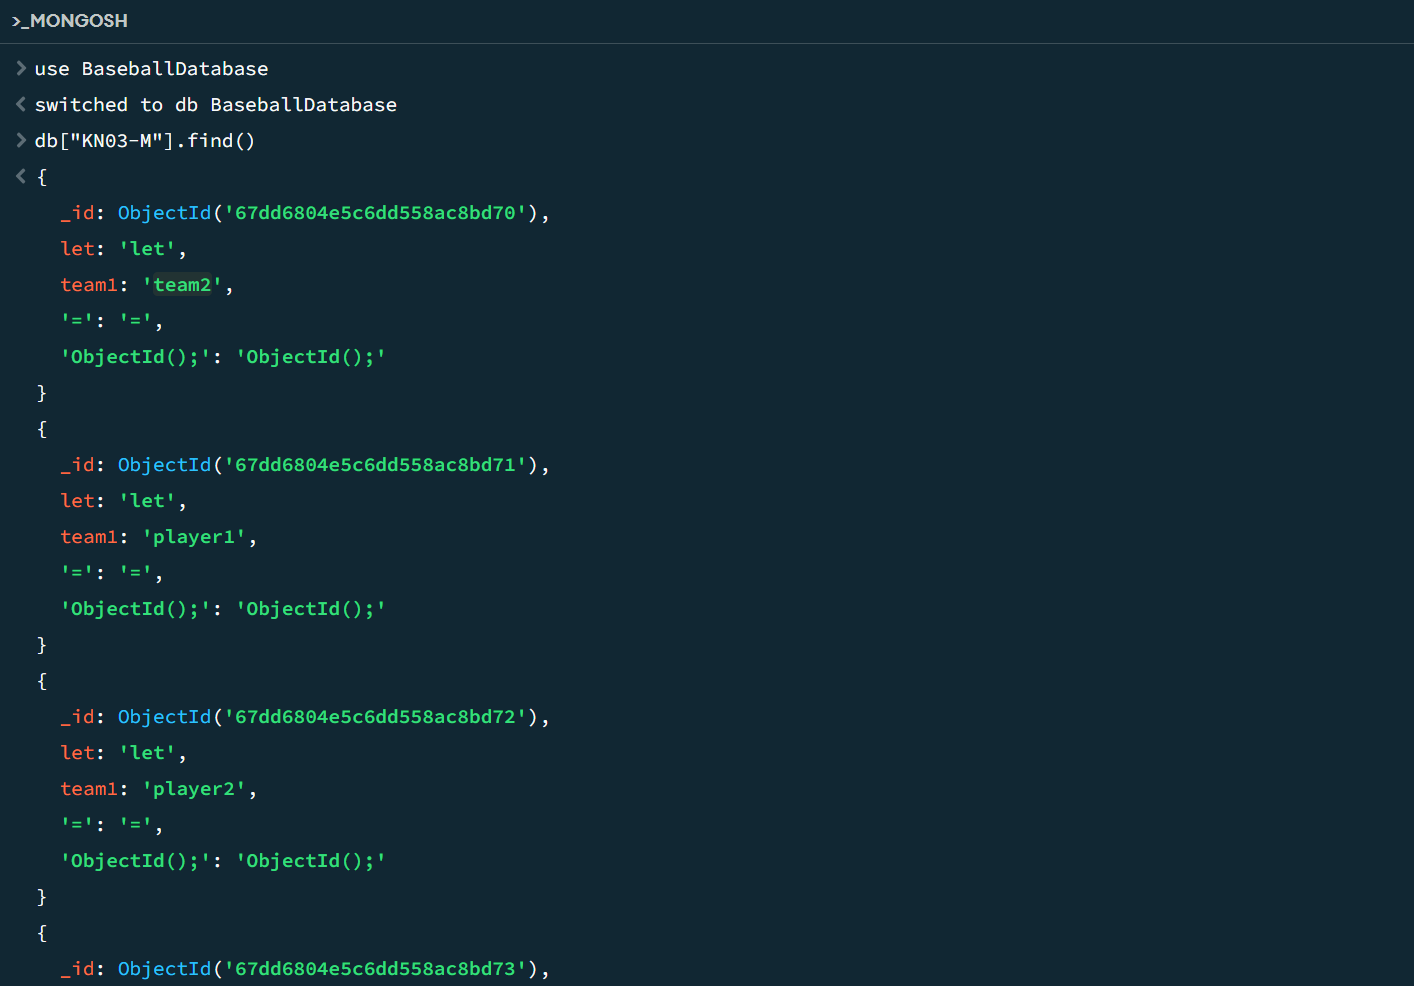 >_MONGOSH
> use BaseballDatabase
< switched to db BaseballDatabase
> db["KN03-M"].find()
< {
_id: ObjectId('67dd6804e5c6dd558ac8bd70'),
let: 'let',
team1: 'team2',
'=': '=',
'ObjectId();': 'ObjectId();'
}
{
_id: ObjectId('67dd6804e5c6dd558ac8bd71'),
let: 'let',
team1: 'player1',
'=': '=',
'ObjectId();': 'ObjectId();'
}
{
_id: ObjectId('67dd6804e5c6dd558ac8bd72'),
let: 'let',
team1: 'player2',
'=': '=',
'ObjectId();': 'ObjectId();'
}
{
_id: ObjectId('67dd6804e5c6dd558ac8bd73'),